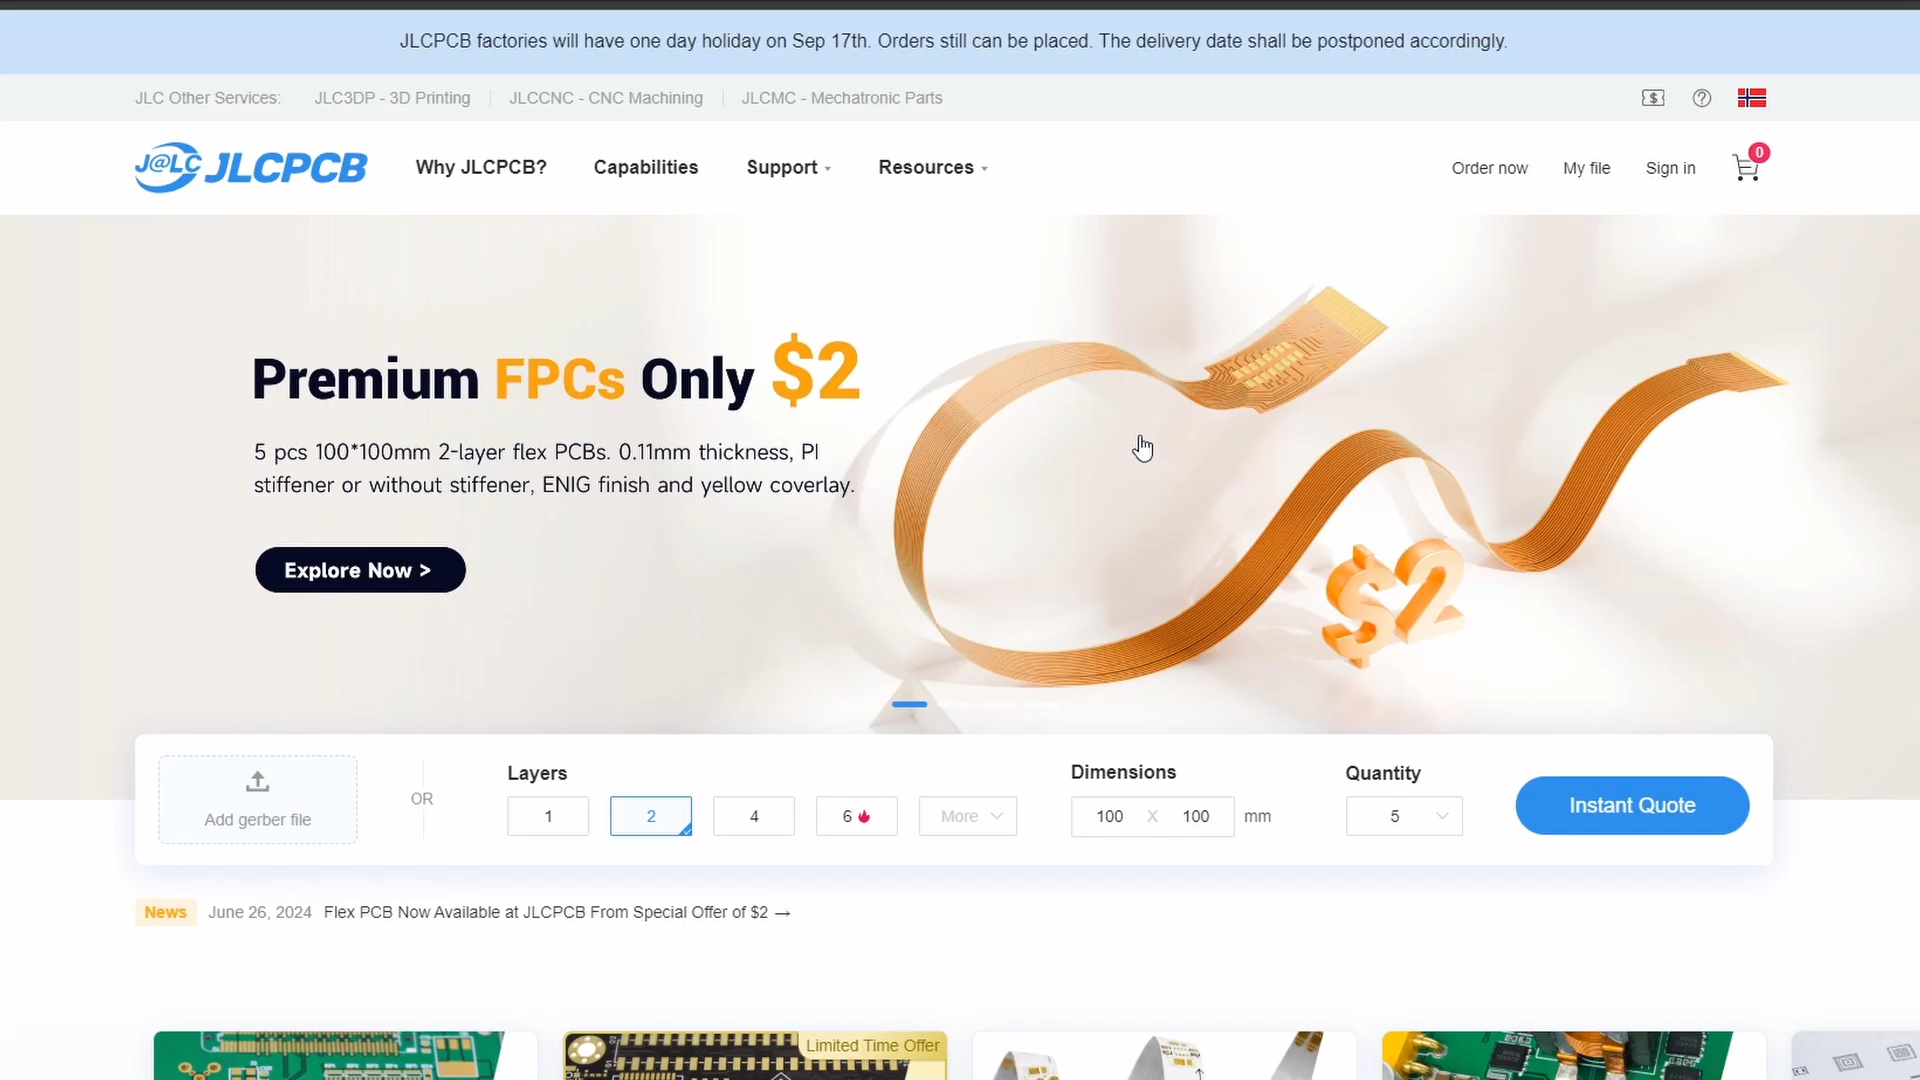 JLCPCB factories will have one day holiday on Sep 17th. Orders still can be placed. The delivery date shall be postponed accordingly.
JLC Other Services:
JLC3DP - 3D Printing
JLCCNC - CNC Machining
JLCMC - Mechatronic Parts
J@LC JLCPCB
Why JLCPCB?
Capabilities
Support
Resources
Order now
My file
Sign in
0
Premium FPCs Only $2
5 pcs 100*100mm 2-layer flex PCBs. 0.11mm thickness, PI
stiffener or without stiffener, ENIG finish and yellow coverlay.
Explore Now >
$2
Add gerber file
OR
Layers
1
2
4
6
More
Dimensions
100 X 100 mm
Quantity
5
Instant Quote
News June 26, 2024 Flex PCB Now Available at JLCPCB From Special Offer of $2 →
Limited Time Offer